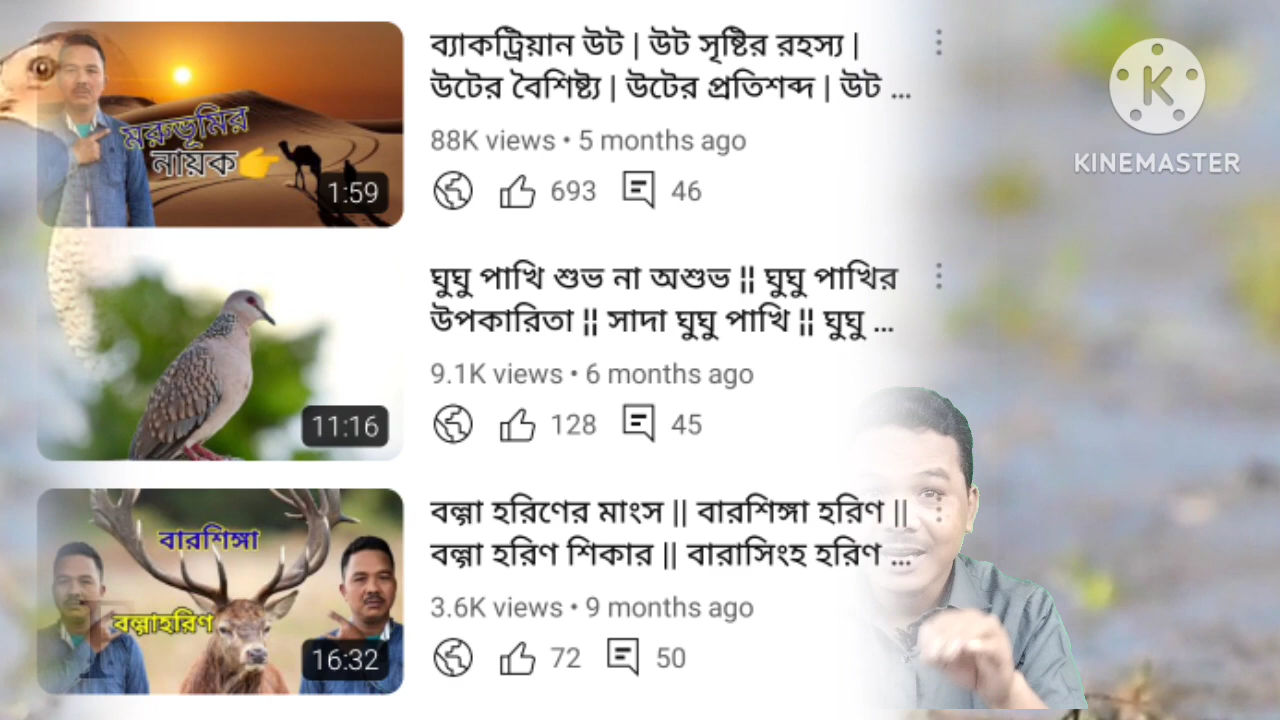 ব্যাকট্রিয়ান উট | উট সৃষ্টির রহস্য |
উটের বৈশিষ্ট্য | উটের প্রতিশব্দ | উট ...
88K views • 5 months ago
693 46
মরুভূমির
নায়ক
1:59
KINEMASTER
ঘুঘু পাখি শুভ না অশুভ ¦¦ ঘুঘু পাখির
উপকারিতা ¦¦ সাদা ঘুঘু পাখি ¦¦ ঘুঘু ...
9.1K views • 6 months ago
128 45
11:16
বল্গা হরিণের মাংস || বারশিঙ্গা হরিণ ||
বল্গা হরিণ শিকার || বারাসিংহ হরিণ ...
3.6K views • 9 months ago
72 50
বারশিঙ্গা
বল্গাহরিণ
16:32